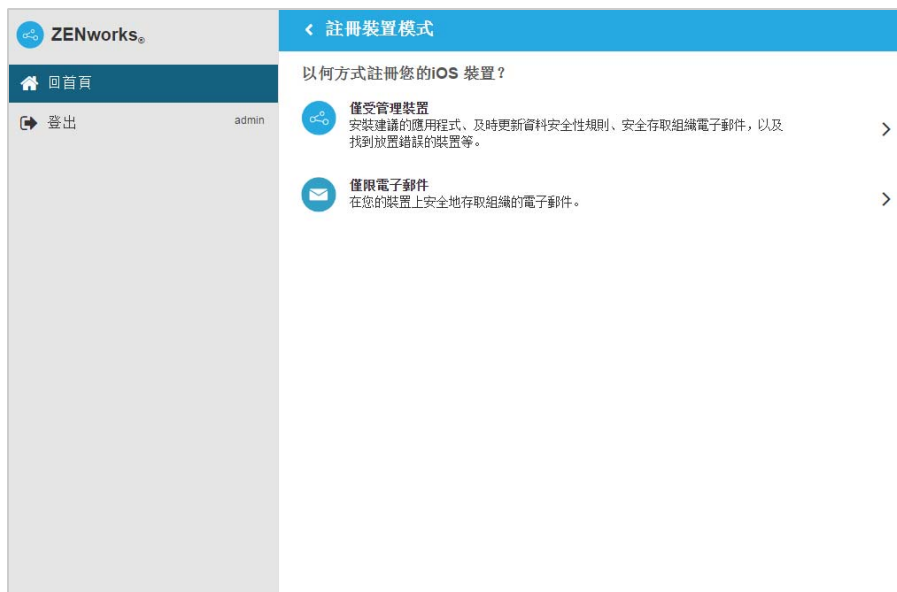 ZENworks®
回首頁
登出 admin
註冊裝置模式
以何方式註冊您的iOS 裝置？
僅受管理裝置
安裝建議的應用程式、及時更新資料安全性規則、安全存取組織電子郵件，以及
找到放置錯誤的裝置等。
僅限電子郵件
在您的裝置上安全地存取組織的電子郵件。